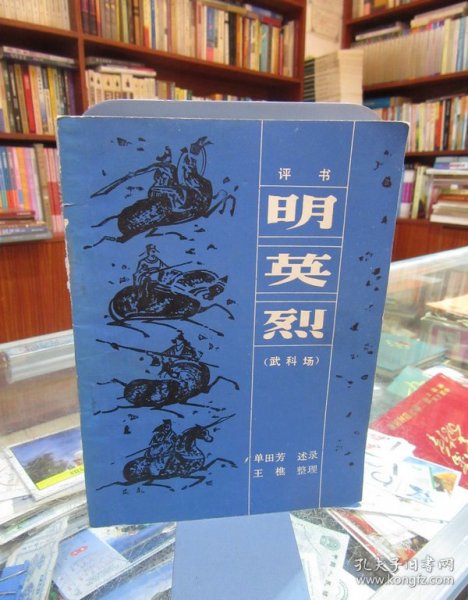 评书
明
英
烈
(武科场)
单田芳 述录
王樵 整理
孔夫子旧书网
www.kongfz.com